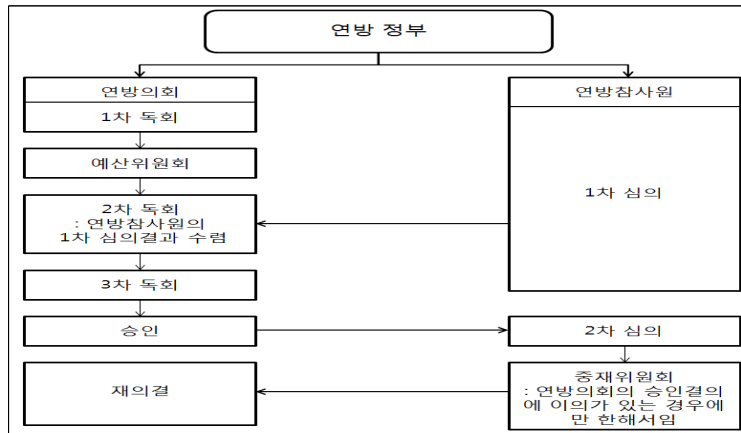 연방 정부
연방의회
1차 독회
예산위원회
2차 독회
: 연방참사원의
1차 심의결과 수렴
3차 독회
승인
재의결
연방참사원
1차 심의
2차 심의
중재위원회
: 연방의회의 승인결의
에 이의가 있는 경우에
만 한해서임